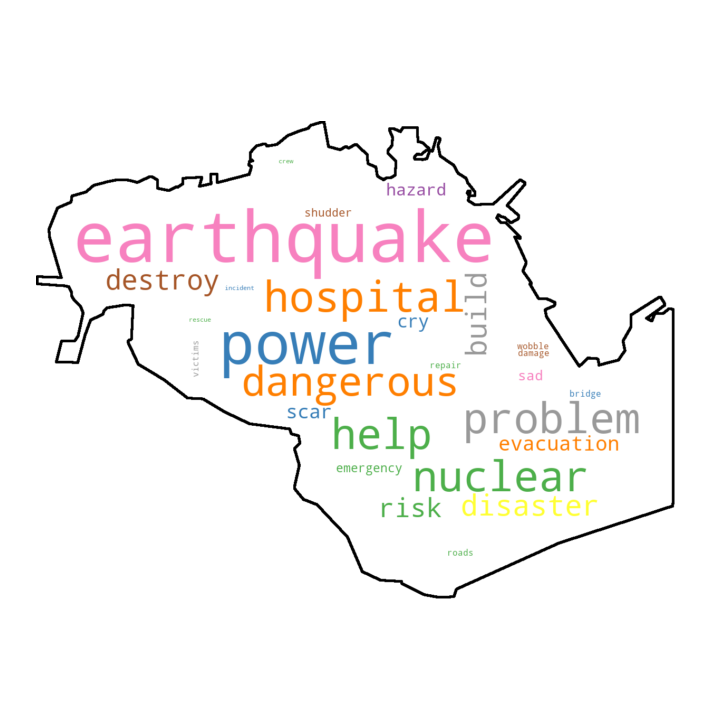 crew
hazard
shudder
earthquake
destroy
incident
hospital
build
rescue
cry
power
victims
wobble
damage
repair
sad
dangerous
bridge
scar
problem
help
evacuation
emergency
nuclear
risk
disaster
roads